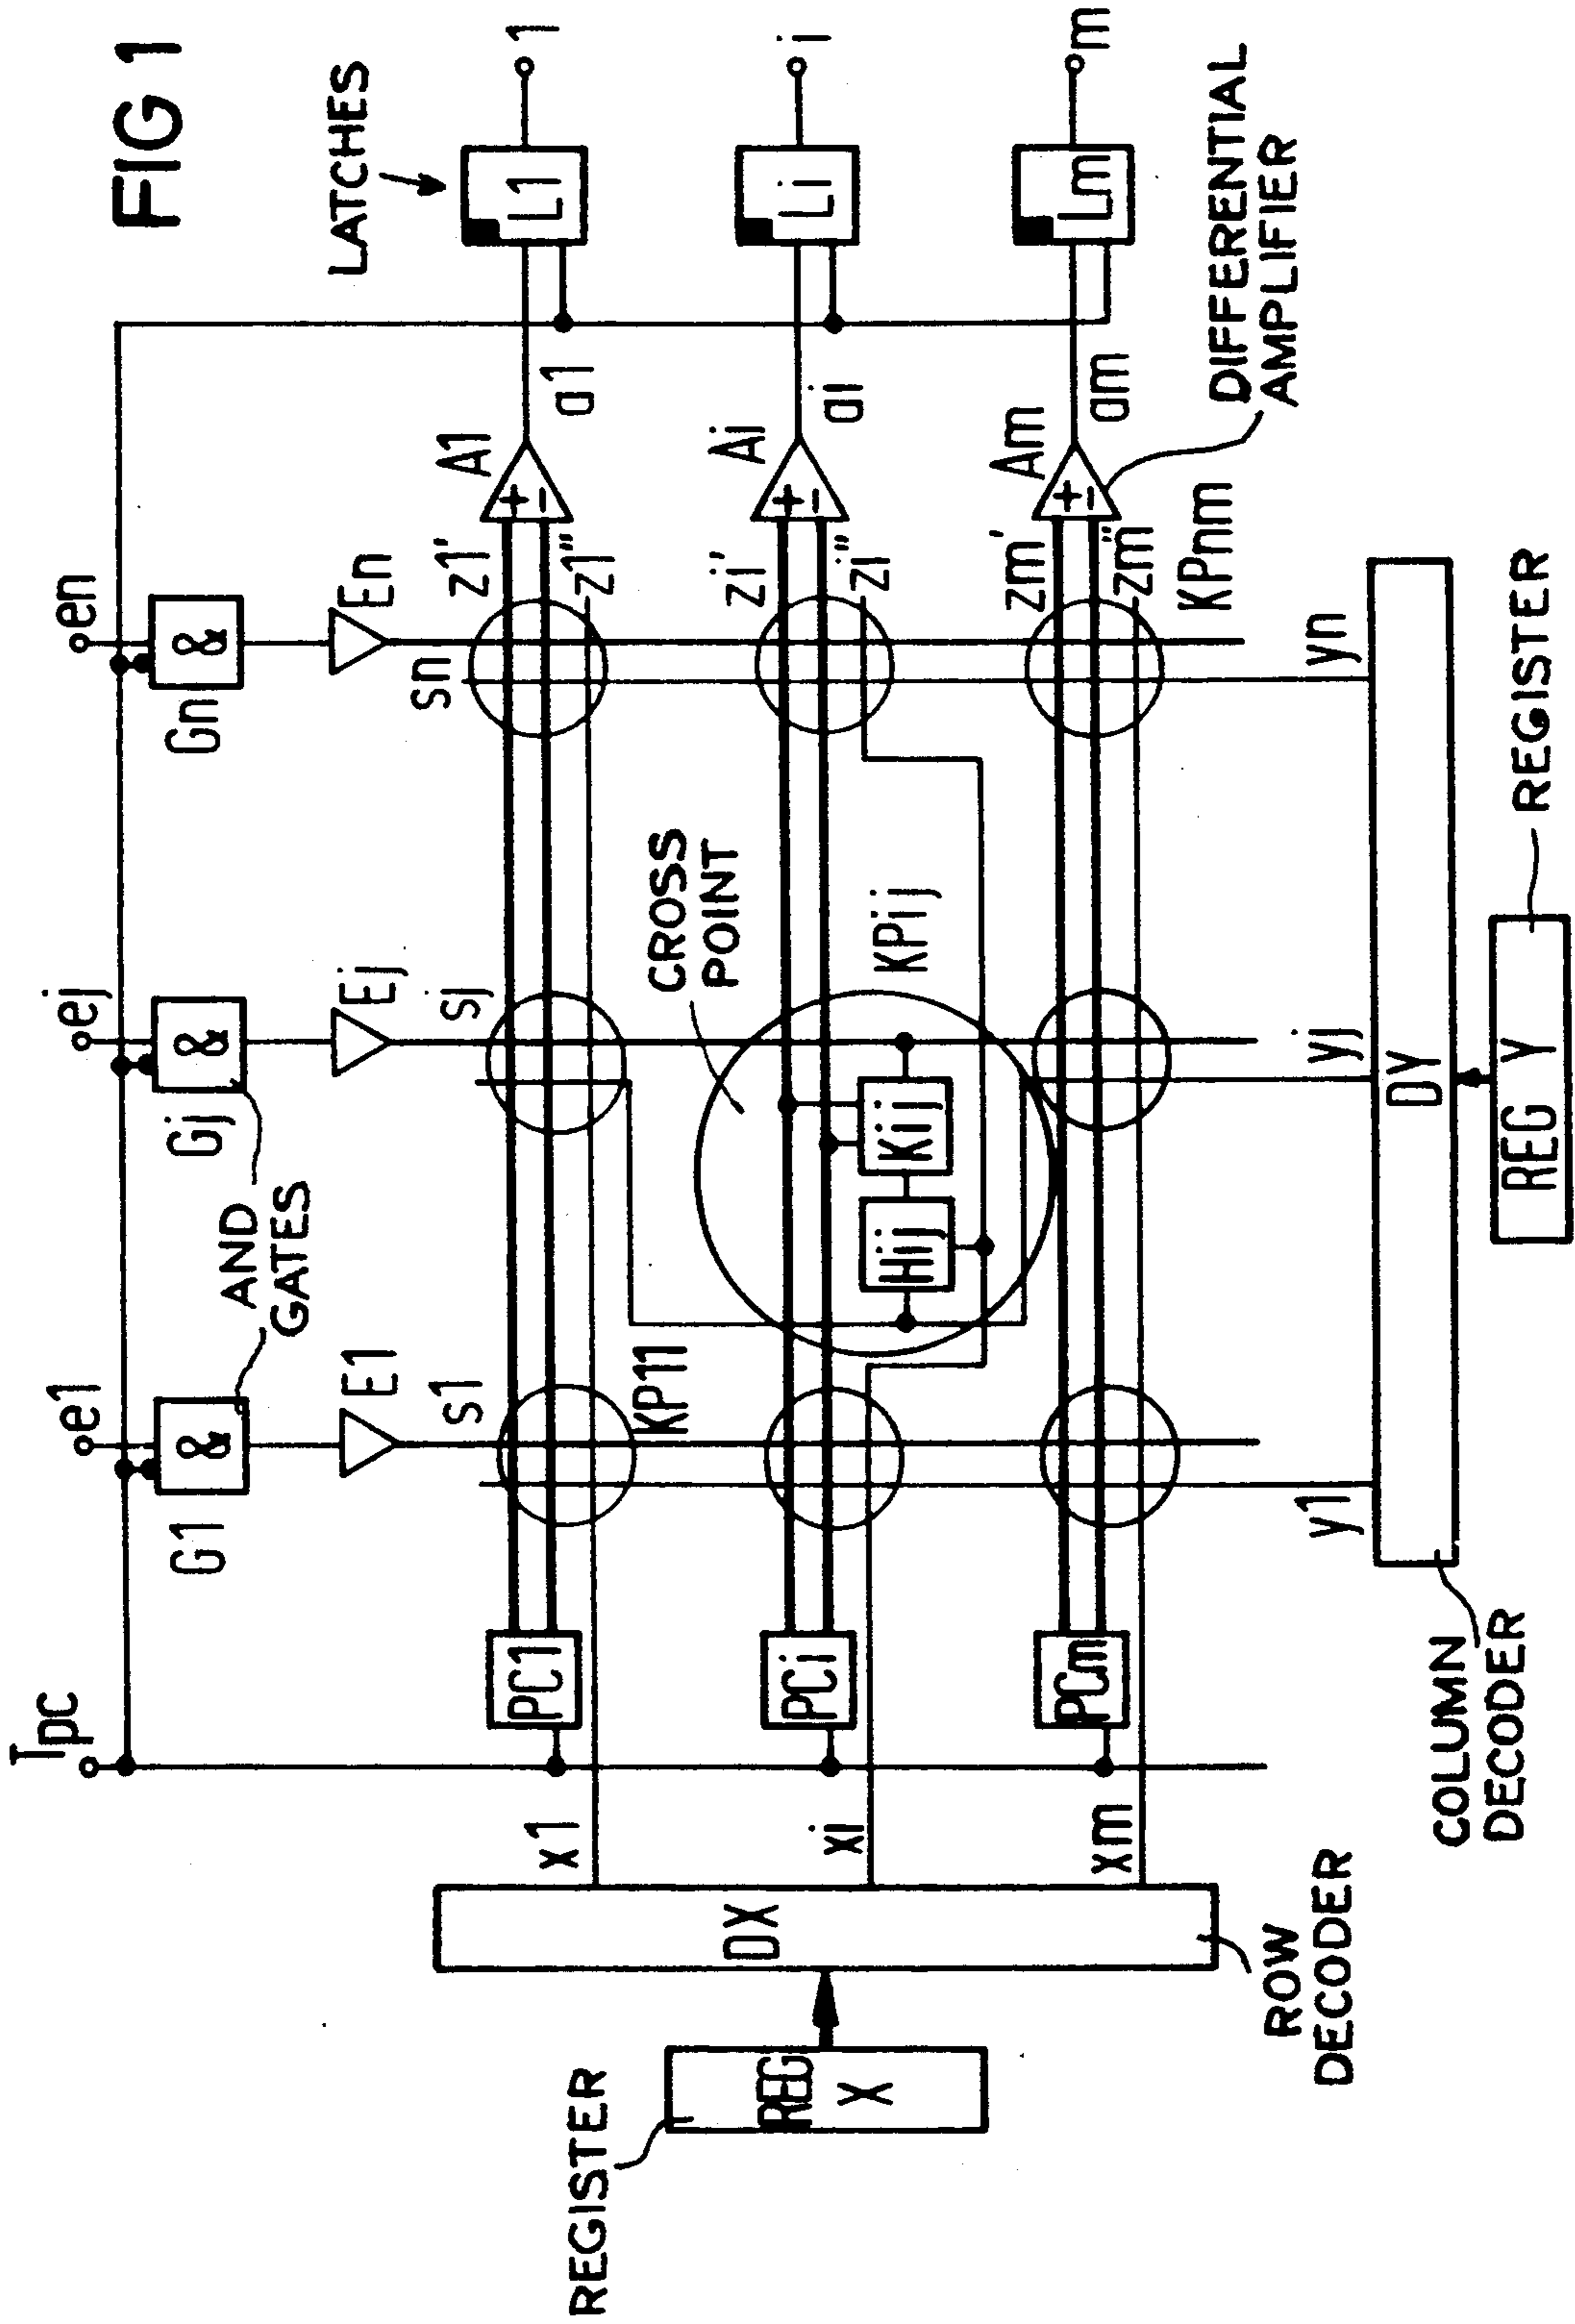 FIG 1
Tpc
e1
ej
en
G1
&
Gj
&
Gn
&
AND
GATES
E1
Ej
En
LATCHES
s1
sj
sn
z1'
z1"
A1
a1
L1
1
PC1
x1
KP11
CROSS
POINT
KPij
zi'
zi"
Ai
ai
Li
i
PCi
xi
Hij
Kij
REGISTER
REG
X
DX
ROW
DECODER
zm'
zm"
Am
am
Lm
m
PCm
xm
KPnm
DIFFERENTIAL
AMPLIFIER
y1
yj
yn
DY
COLUMN
DECODER
REG Y
REGISTER